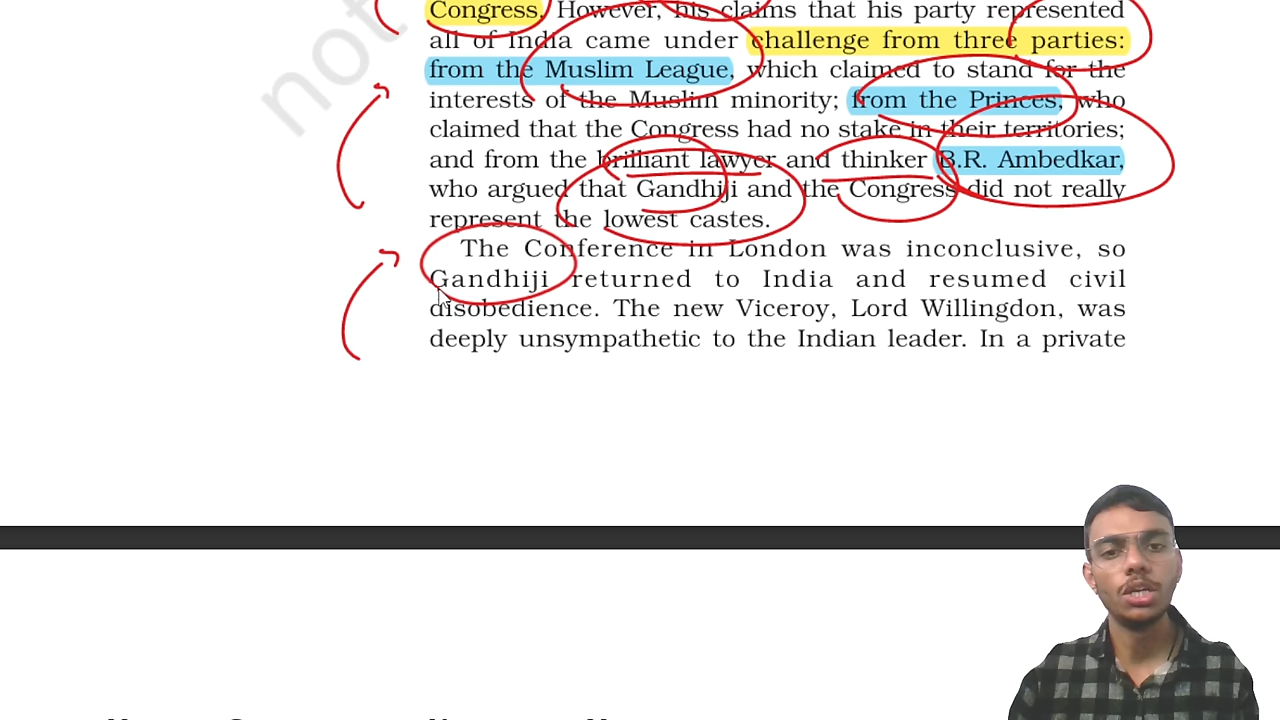 Congress. However, his claims that his party represented
all of India came under challenge from three parties:
from the Muslim League, which claimed to stand for the
interests of the Muslim minority; from the Princes, who
claimed that the Congress had no stake in their territories;
and from the brilliant lawyer and thinker B.R. Ambedkar,
who argued that Gandhiji and the Congress did not really
represent the lowest castes.
The Conference in London was inconclusive, so
Gandhiji returned to India and resumed civil
disobedience. The new Viceroy, Lord Willingdon, was
deeply unsympathetic to the Indian leader. In a private
not